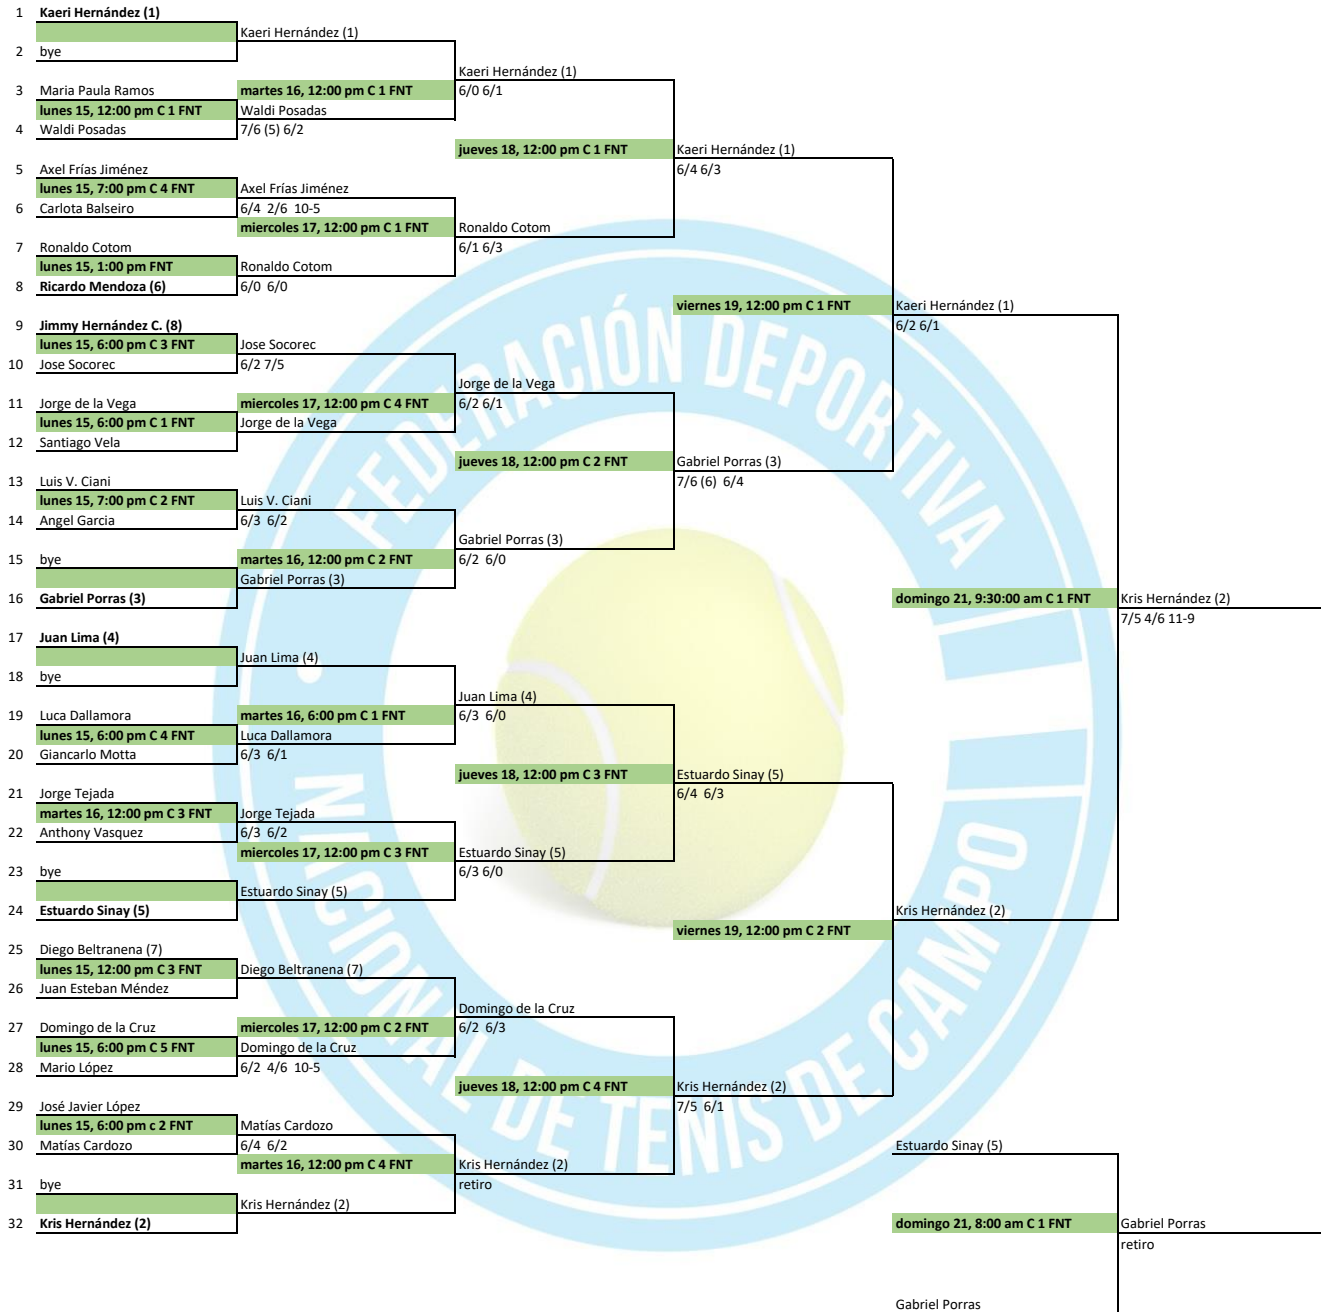 1 Kaeri Hernández (1)
Kaeri Hernández (1)
2 bye
Kaeri Hernández (1)
3 Maria Paula Ramos
martes 16, 12:00 pm C 1 FNT
6/0 6/1
lunes 15, 12:00 pm C 1 FNT
Waldi Posadas
4 Waldi Posadas
7/6 (5) 6/2
jueves 18, 12:00 pm C 1 FNT
Kaeri Hernández (1)
6/4 6/3
5 Axel Frías Jiménez
lunes 15, 7:00 pm C 4 FNT
Axel Frías Jiménez
6 Carlota Balseiro
6/4 2/6 10-5
miercoles 17, 12:00 pm C 1 FNT
Ronaldo Cotom
6/1 6/3
7 Ronaldo Cotom
lunes 15, 1:00 pm FNT
Ronaldo Cotom
8 Ricardo Mendoza (6)
6/0 6/0
viernes 19, 12:00 pm C 1 FNT
Kaeri Hernández (1)
6/2 6/1
9 Jimmy Hernández C. (8)
lunes 15, 6:00 pm C 3 FNT
Jose Socorec
10 Jose Socorec
6/2 7/5
Jorge de la Vega
11 Jorge de la Vega
miercoles 17, 12:00 pm C 4 FNT
6/2 6/1
lunes 15, 6:00 pm C 1 FNT
Jorge de la Vega
12 Santiago Vela
jueves 18, 12:00 pm C 2 FNT
Gabriel Porras (3)
7/6 (6) 6/4
13 Luis V. Ciani
lunes 15, 7:00 pm C 2 FNT
Luis V. Ciani
14 Angel Garcia
6/3 6/2
Gabriel Porras (3)
15 bye
martes 16, 12:00 pm C 2 FNT
6/2 6/0
Gabriel Porras (3)
16 Gabriel Porras (3)
domingo 21, 9:30:00 am C 1 FNT
Kris Hernández (2)
7/5 4/6 11-9
17 Juan Lima (4)
Juan Lima (4)
18 bye
Juan Lima (4)
19 Luca Dallamora
martes 16, 6:00 pm C 1 FNT
6/3 6/0
lunes 15, 6:00 pm C 4 FNT
Luca Dallamora
20 Giancarlo Motta
6/3 6/1
jueves 18, 12:00 pm C 3 FNT
Estuardo Sinay (5)
6/4 6/3
21 Jorge Tejada
martes 16, 12:00 pm C 3 FNT
Jorge Tejada
22 Anthony Vasquez
6/3 6/2
miercoles 17, 12:00 pm C 3 FNT
Estuardo Sinay (5)
6/3 6/0
23 bye
Estuardo Sinay (5)
24 Estuardo Sinay (5)
Kris Hernández (2)
viernes 19, 12:00 pm C 2 FNT
25 Diego Beltranena (7)
lunes 15, 12:00 pm C 3 FNT
Diego Beltranena (7)
26 Juan Esteban Méndez
Domingo de la Cruz
27 Domingo de la Cruz
miercoles 17, 12:00 pm C 2 FNT
6/2 6/3
lunes 15, 6:00 pm C 5 FNT
Domingo de la Cruz
28 Mario López
6/2 4/6 10-5
jueves 18, 12:00 pm C 4 FNT
Kris Hernández (2)
7/5 6/1
29 José Javier López
lunes 15, 6:00 pm c 2 FNT
Matías Cardozo
30 Matías Cardozo
6/4 6/2
Estuardo Sinay (5)
martes 16, 12:00 pm C 4 FNT
Kris Hernández (2)
retiro
31 bye
Kris Hernández (2)
32 Kris Hernández (2)
domingo 21, 8:00 am C 1 FNT
Gabriel Porras
retiro
Gabriel Porras
FEDERACIÓN DEPORTIVA
NACIONAL DE TENIS DE CAMPO